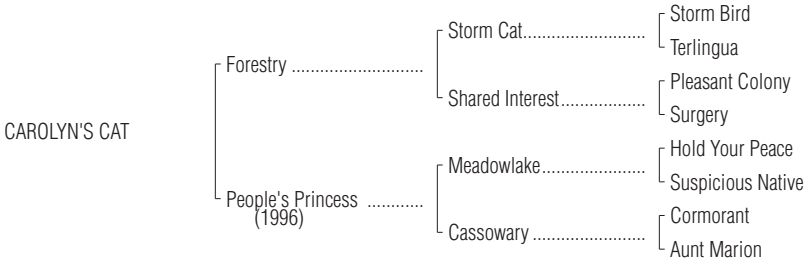 Storm Bird
Storm Cat..........................
Terlingua
Forestry ............................
Pleasant Colony
Shared Interest..................
Surgery
CAROLYN'S CAT
Hold Your Peace
Meadowlake......................
Suspicious Native
People's Princess ............
(1996)
Cormorant
Cassowary ........................
Aunt Marion